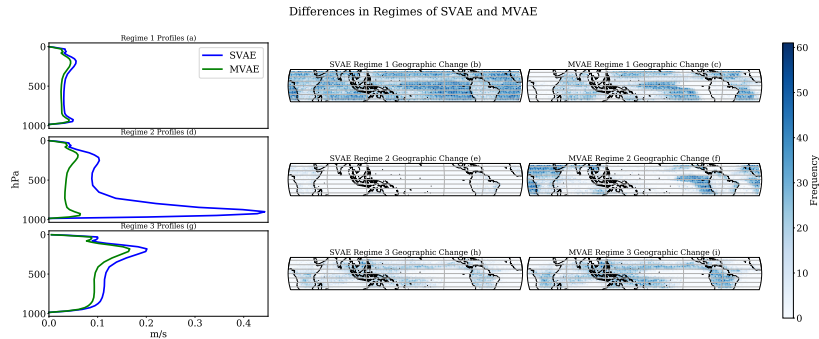 Differences in Regimes of SVAE and MVAE
Regime 1 Profiles (a)
0
500
1000
SVAE
MVAE
SVAE Regime 1 Geographic Change (b)
MVAE Regime 1 Geographic Change (c)
Regime 2 Profiles (d)
0
500
1000
hPa
SVAE Regime 2 Geographic Change (e)
MVAE Regime 2 Geographic Change (f)
Regime 3 Profiles (g)
0
500
1000
0.0 0.1 0.2 0.3 0.4
m/s
SVAE Regime 3 Geographic Change (h)
MVAE Regime 3 Geographic Change (i)
60
50
40
30
20
10
0
Frequency